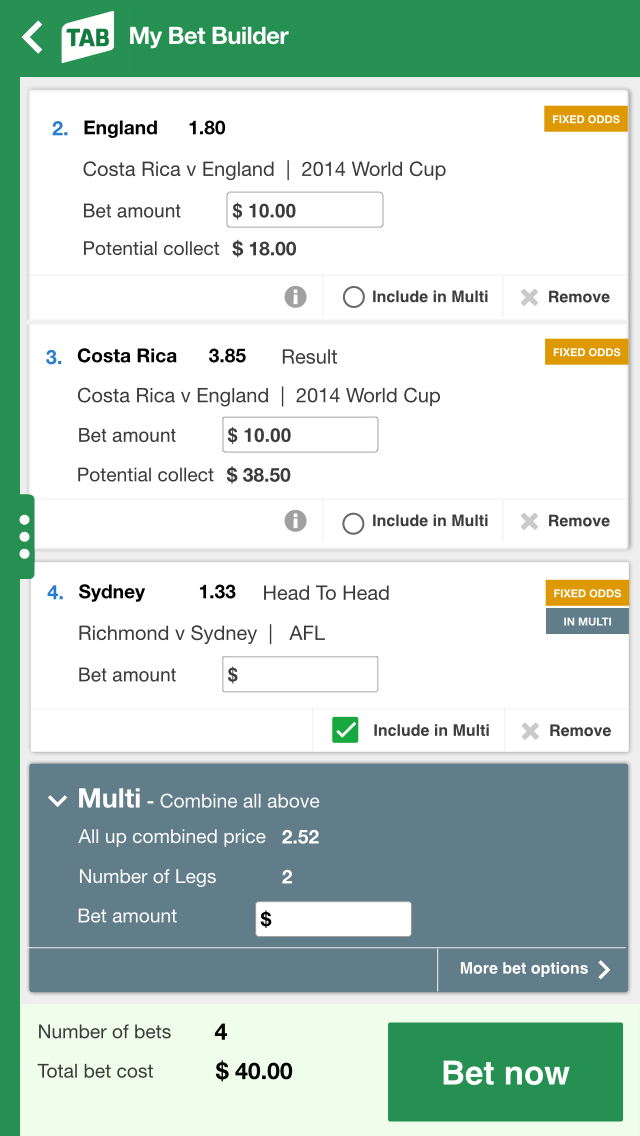 TAB My Bet Builder
2. England 1.80 FIXED ODDS
Costa Rica v England | 2014 World Cup
Bet amount $ 10.00
Potential collect $ 18.00
i Include in Multi Remove
3. Costa Rica 3.85 Result FIXED ODDS
Costa Rica v England | 2014 World Cup
Bet amount $ 10.00
Potential collect $ 38.50
i Include in Multi Remove
4. Sydney 1.33 Head To Head FIXED ODDS
IN MULTI
Richmond v Sydney | AFL
Bet amount $
Include in Multi Remove
Multi - Combine all above
All up combined price 2.52
Number of Legs 2
Bet amount $
More bet options
Number of bets 4
Total bet cost $ 40.00
Bet now